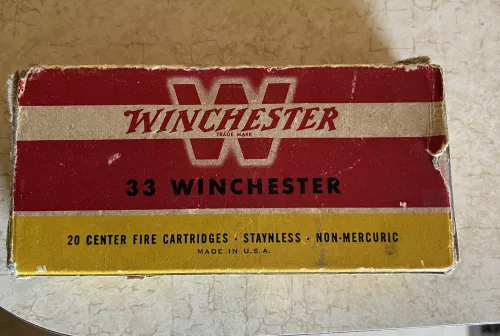 W
WINCHESTER
TRADE MARK
33 WINCHESTER
20 CENTER FIRE CARTRIDGES · STAYNLESS · NON-MERCURIC
MADE IN U.S.A.